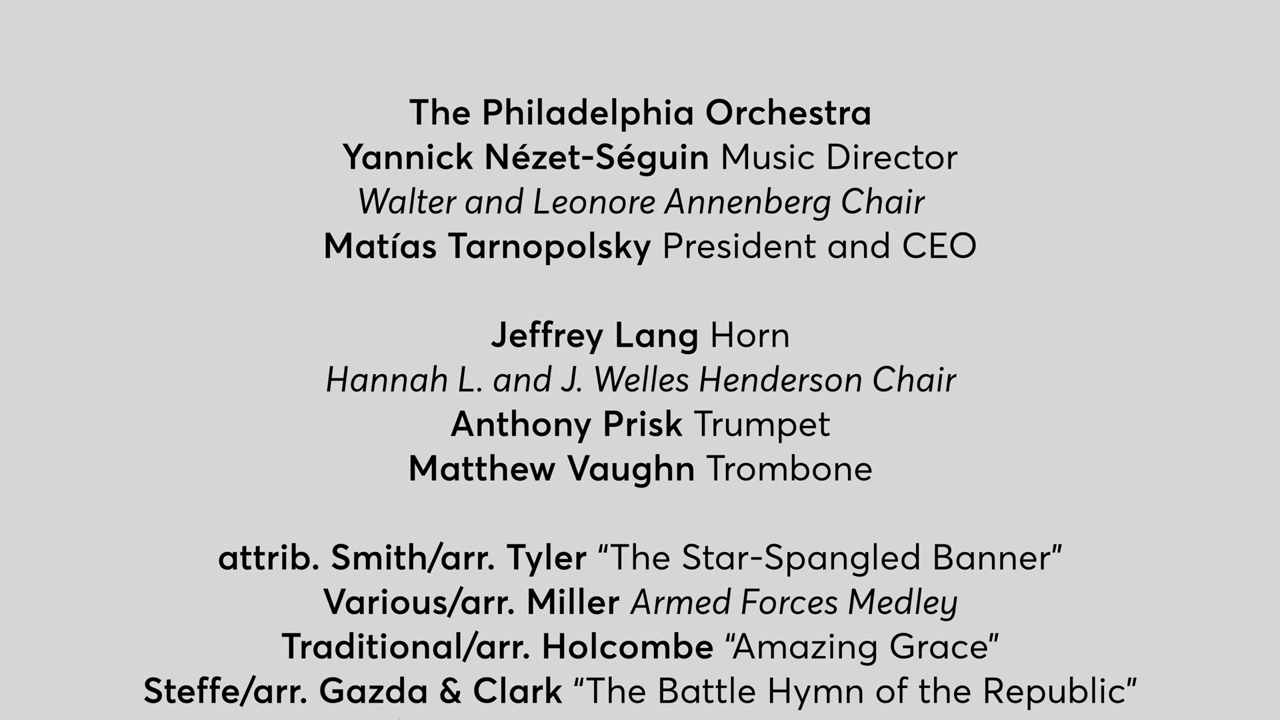 The Philadelphia Orchestra
Yannick Nézet-Séguin Music Director
Walter and Leonore Annenberg Chair
Matías Tarnopolsky President and CEO
Jeffrey Lang Horn
Hannah L. and J. Welles Henderson Chair
Anthony Prisk Trumpet
Matthew Vaughn Trombone
attrib. Smith/arr. Tyler “The Star-Spangled Banner”
Various/arr. Miller Armed Forces Medley
Traditional/arr. Holcombe “Amazing Grace”
Steffe/arr. Gazda & Clark “The Battle Hymn of the Republic”